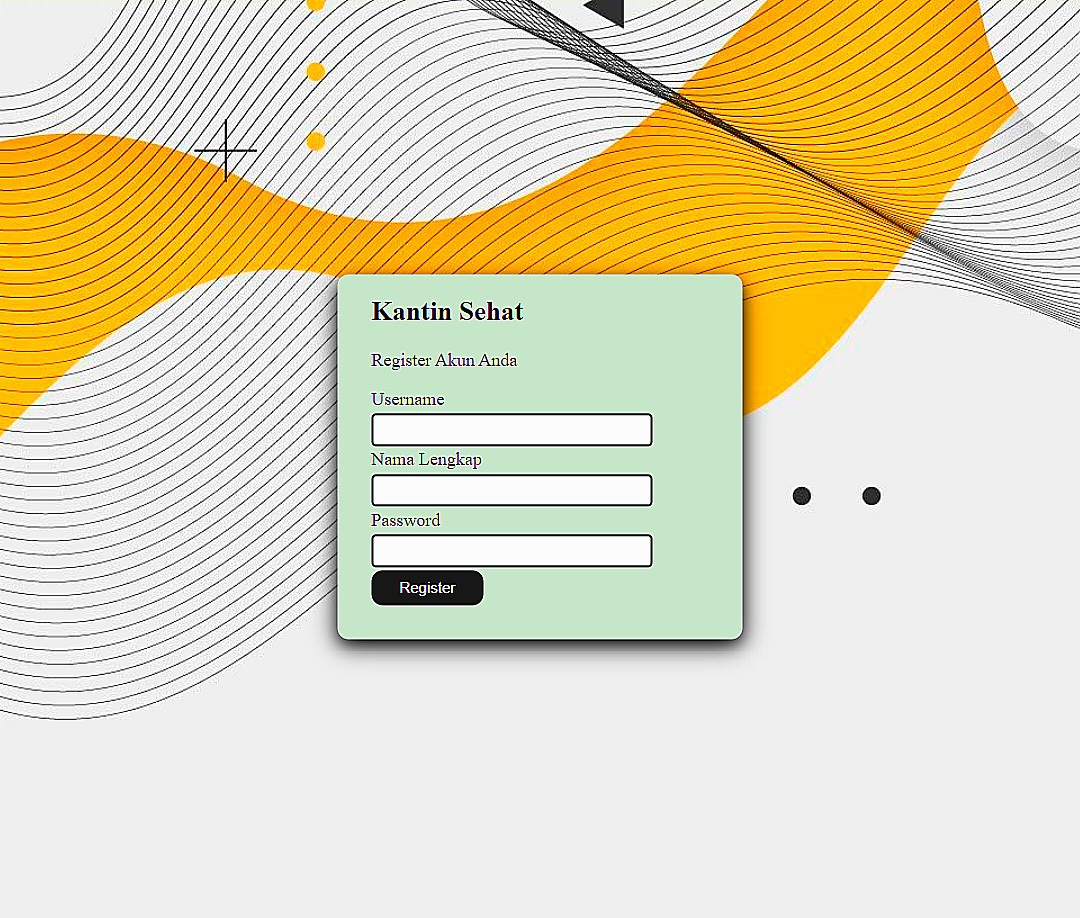 Kantin Sehat
Register Akun Anda
Username
Nama Lengkap
Password
Register